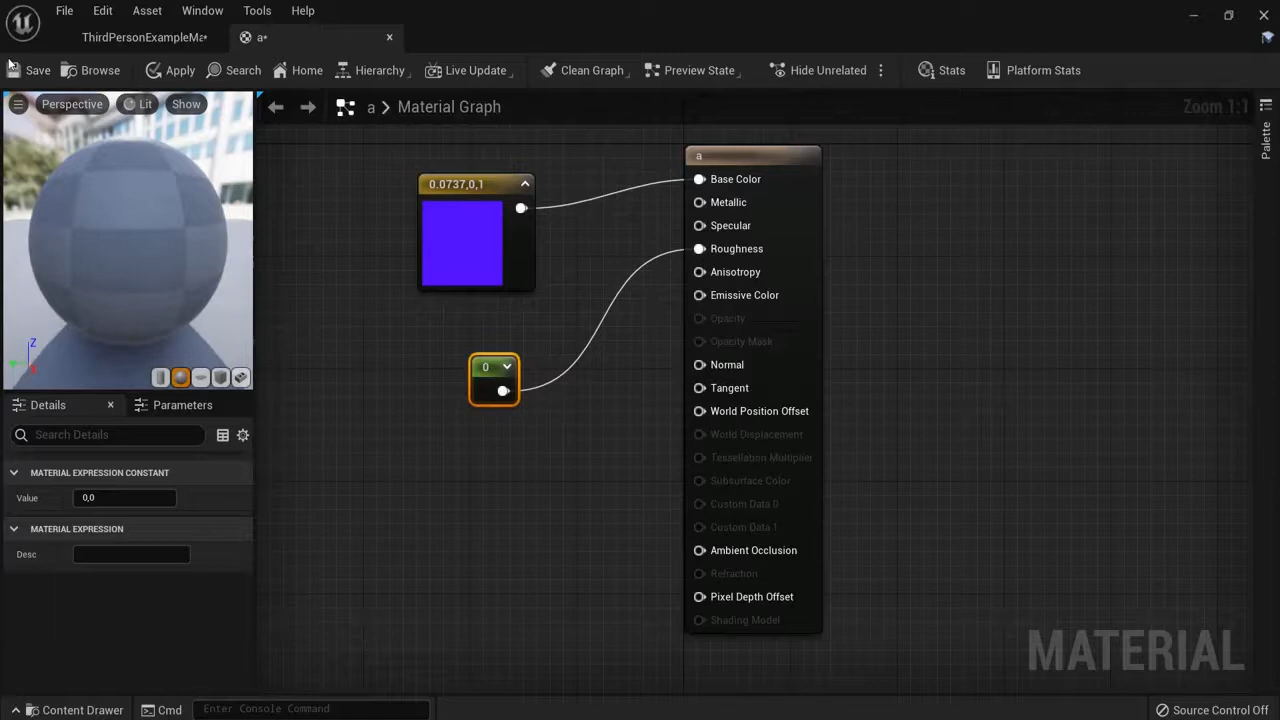 File Edit Asset Window Tools Help
ThirdPersonExampleMa* a*
Save Browse Apply Search Home Hierarchy Live Update Clean Graph Preview State Hide Unrelated Stats Platform Stats
Perspective Lit Show
a Material Graph
Zoom 1:1
Palette
Z
Details Parameters
Search Details
MATERIAL EXPRESSION CONSTANT
Value 0,0
MATERIAL EXPRESSION
Desc
0.0737,0,1
0
a
Base Color
Metallic
Specular
Roughness
Anisotropy
Emissive Color
Opacity
Opacity Mask
Normal
Tangent
World Position Offset
World Displacement
Tessellation Multiplier
Subsurface Color
Custom Data 0
Custom Data 1
Ambient Occlusion
Refraction
Pixel Depth Offset
Shading Model
MATERIAL
Content Drawer Cmd Enter Console Command Source Control Off